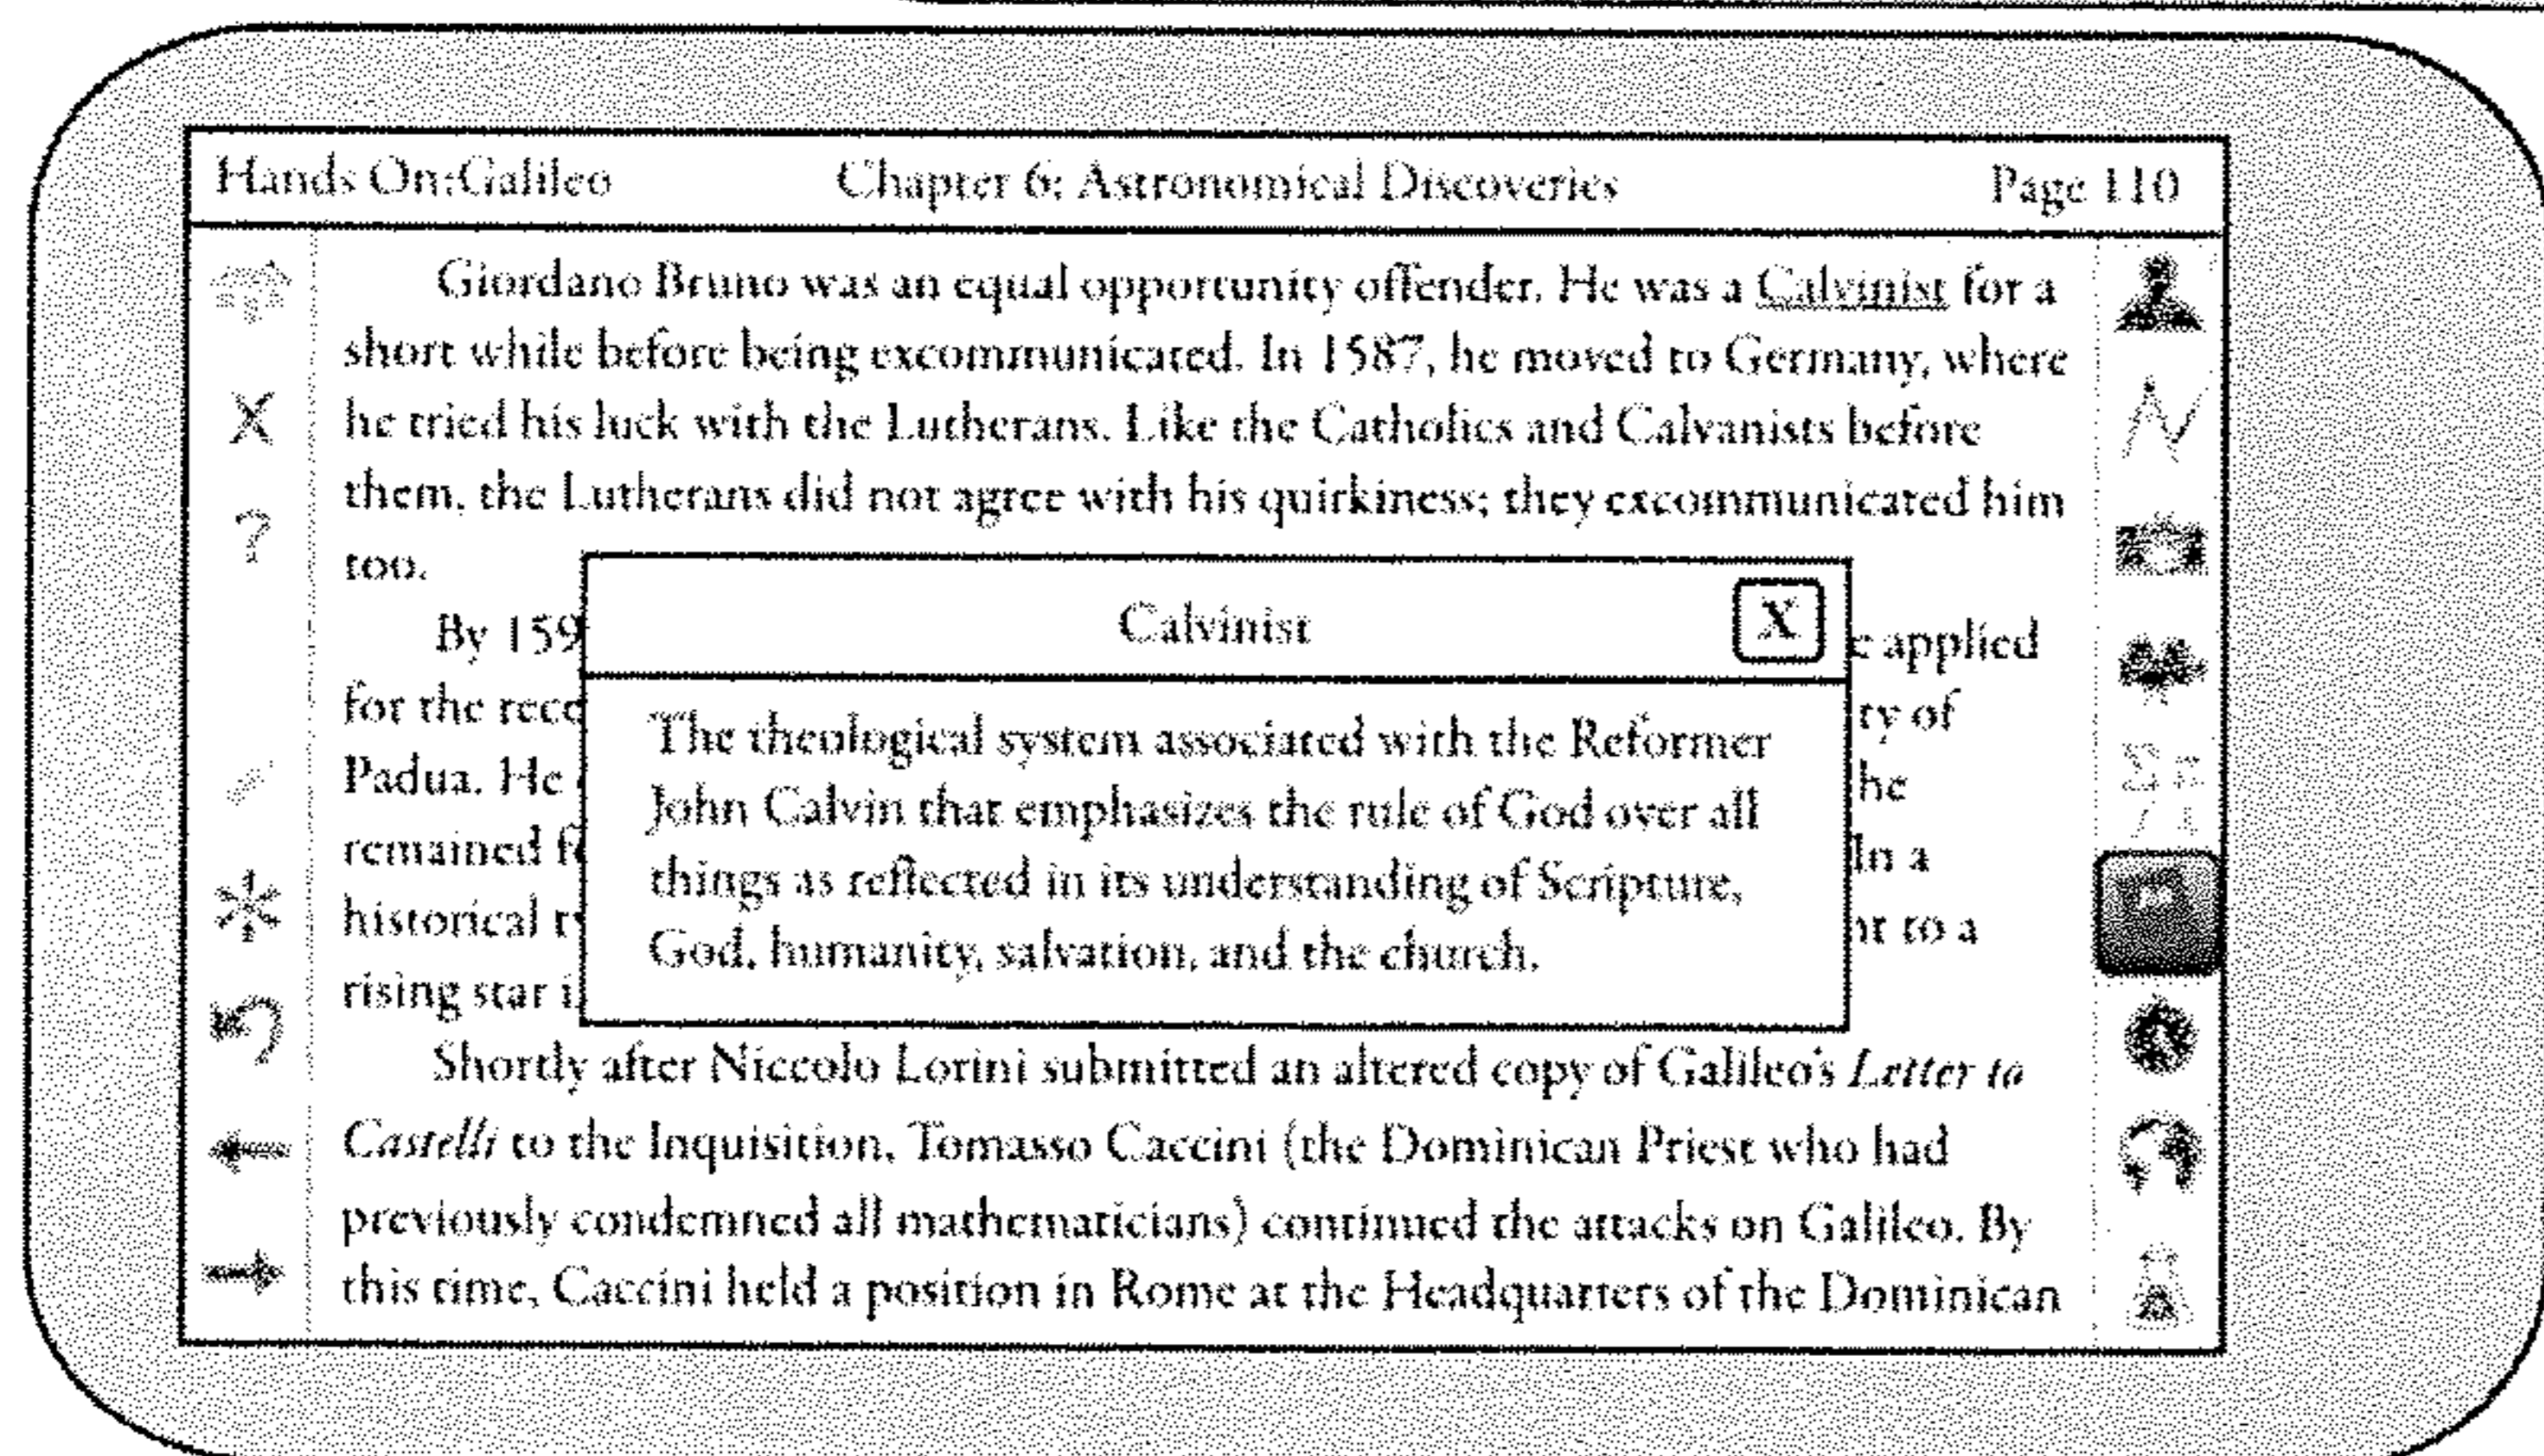 Hands On:Galileo
Chapter 6: Astronomical Discoveries
Page 110
Giordano Bruno was an equal opportunity offender. He was a Calvinist for a
short while before being excommunicated. In 1587, he moved to Germany, where
he tried his luck with the Lutherans. Like the Catholics and Calvanists before
them, the Lutherans did not agree with his quirkiness; they excommunicated him
too.
By 159
e applied
for the rece
ty of
Padua. He
he
remained f
In a
historical r
nt to a
rising star i
Calvinist
X
The theological system associated with the Reformer
John Calvin that emphasizes the rule of God over all
things as reflected in its understanding of Scripture,
God, humanity, salvation, and the church.
Shortly after Niccolo Lorini submitted an altered copy of Galileo's Letter to
Castelli to the Inquisition, Tomasso Caccini (the Dominican Priest who had
previously condemned all mathematicians) continued the attacks on Galileo. By
this time, Caccini held a position in Rome at the Headquarters of the Dominican
X
?